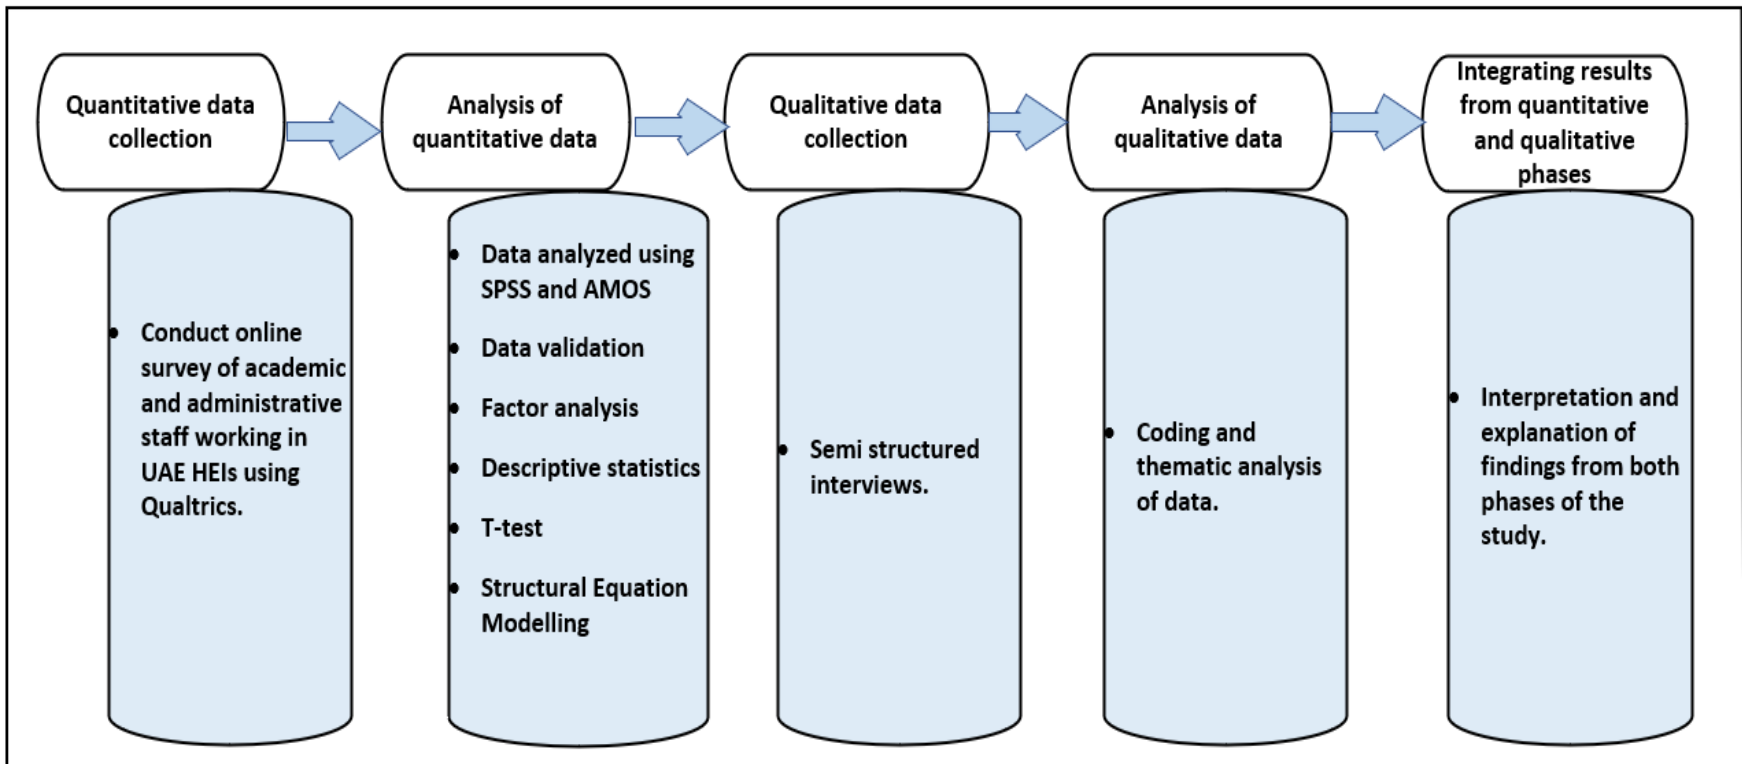 Quantitative data
collection
Analysis of
quantitative data
Qualitative data
collection
Analysis of
qualitative data
Integrating results
from quantitative
and qualitative
phases
• Conduct online
survey of academic
and administrative
staff working in
UAE HEIs using
Qualtrics.
• Data analyzed using
SPSS and AMOS
• Data validation
• Factor analysis
• Descriptive statistics
• T-test
• Structural Equation
Modelling
• Semi structured
interviews.
• Coding and
thematic analysis
of data.
• Interpretation and
explanation of
findings from both
phases of the
study.